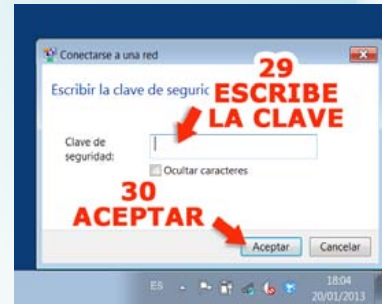 Conectarse a una red
29
Escribir la clave de seguric
ESCRIBE
LA CLAVE
Clave de
seguridad:
Ocultar caracteres
30
ACEPTAR
Aceptar
Cancelar
ES
18:04
20/01/2013